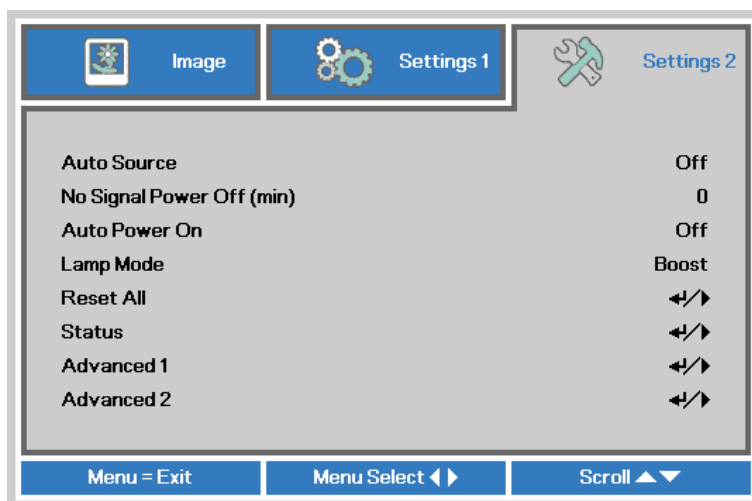 Image Settings 1 Settings 2
Auto Source Off
No Signal Power Off (min) 0
Auto Power On Off
Lamp Mode Boost
Reset All ↵/▶
Status ↵/▶
Advanced 1 ↵/▶
Advanced 2 ↵/▶
Menu = Exit Menu Select ◀▶ Scroll ▲▼